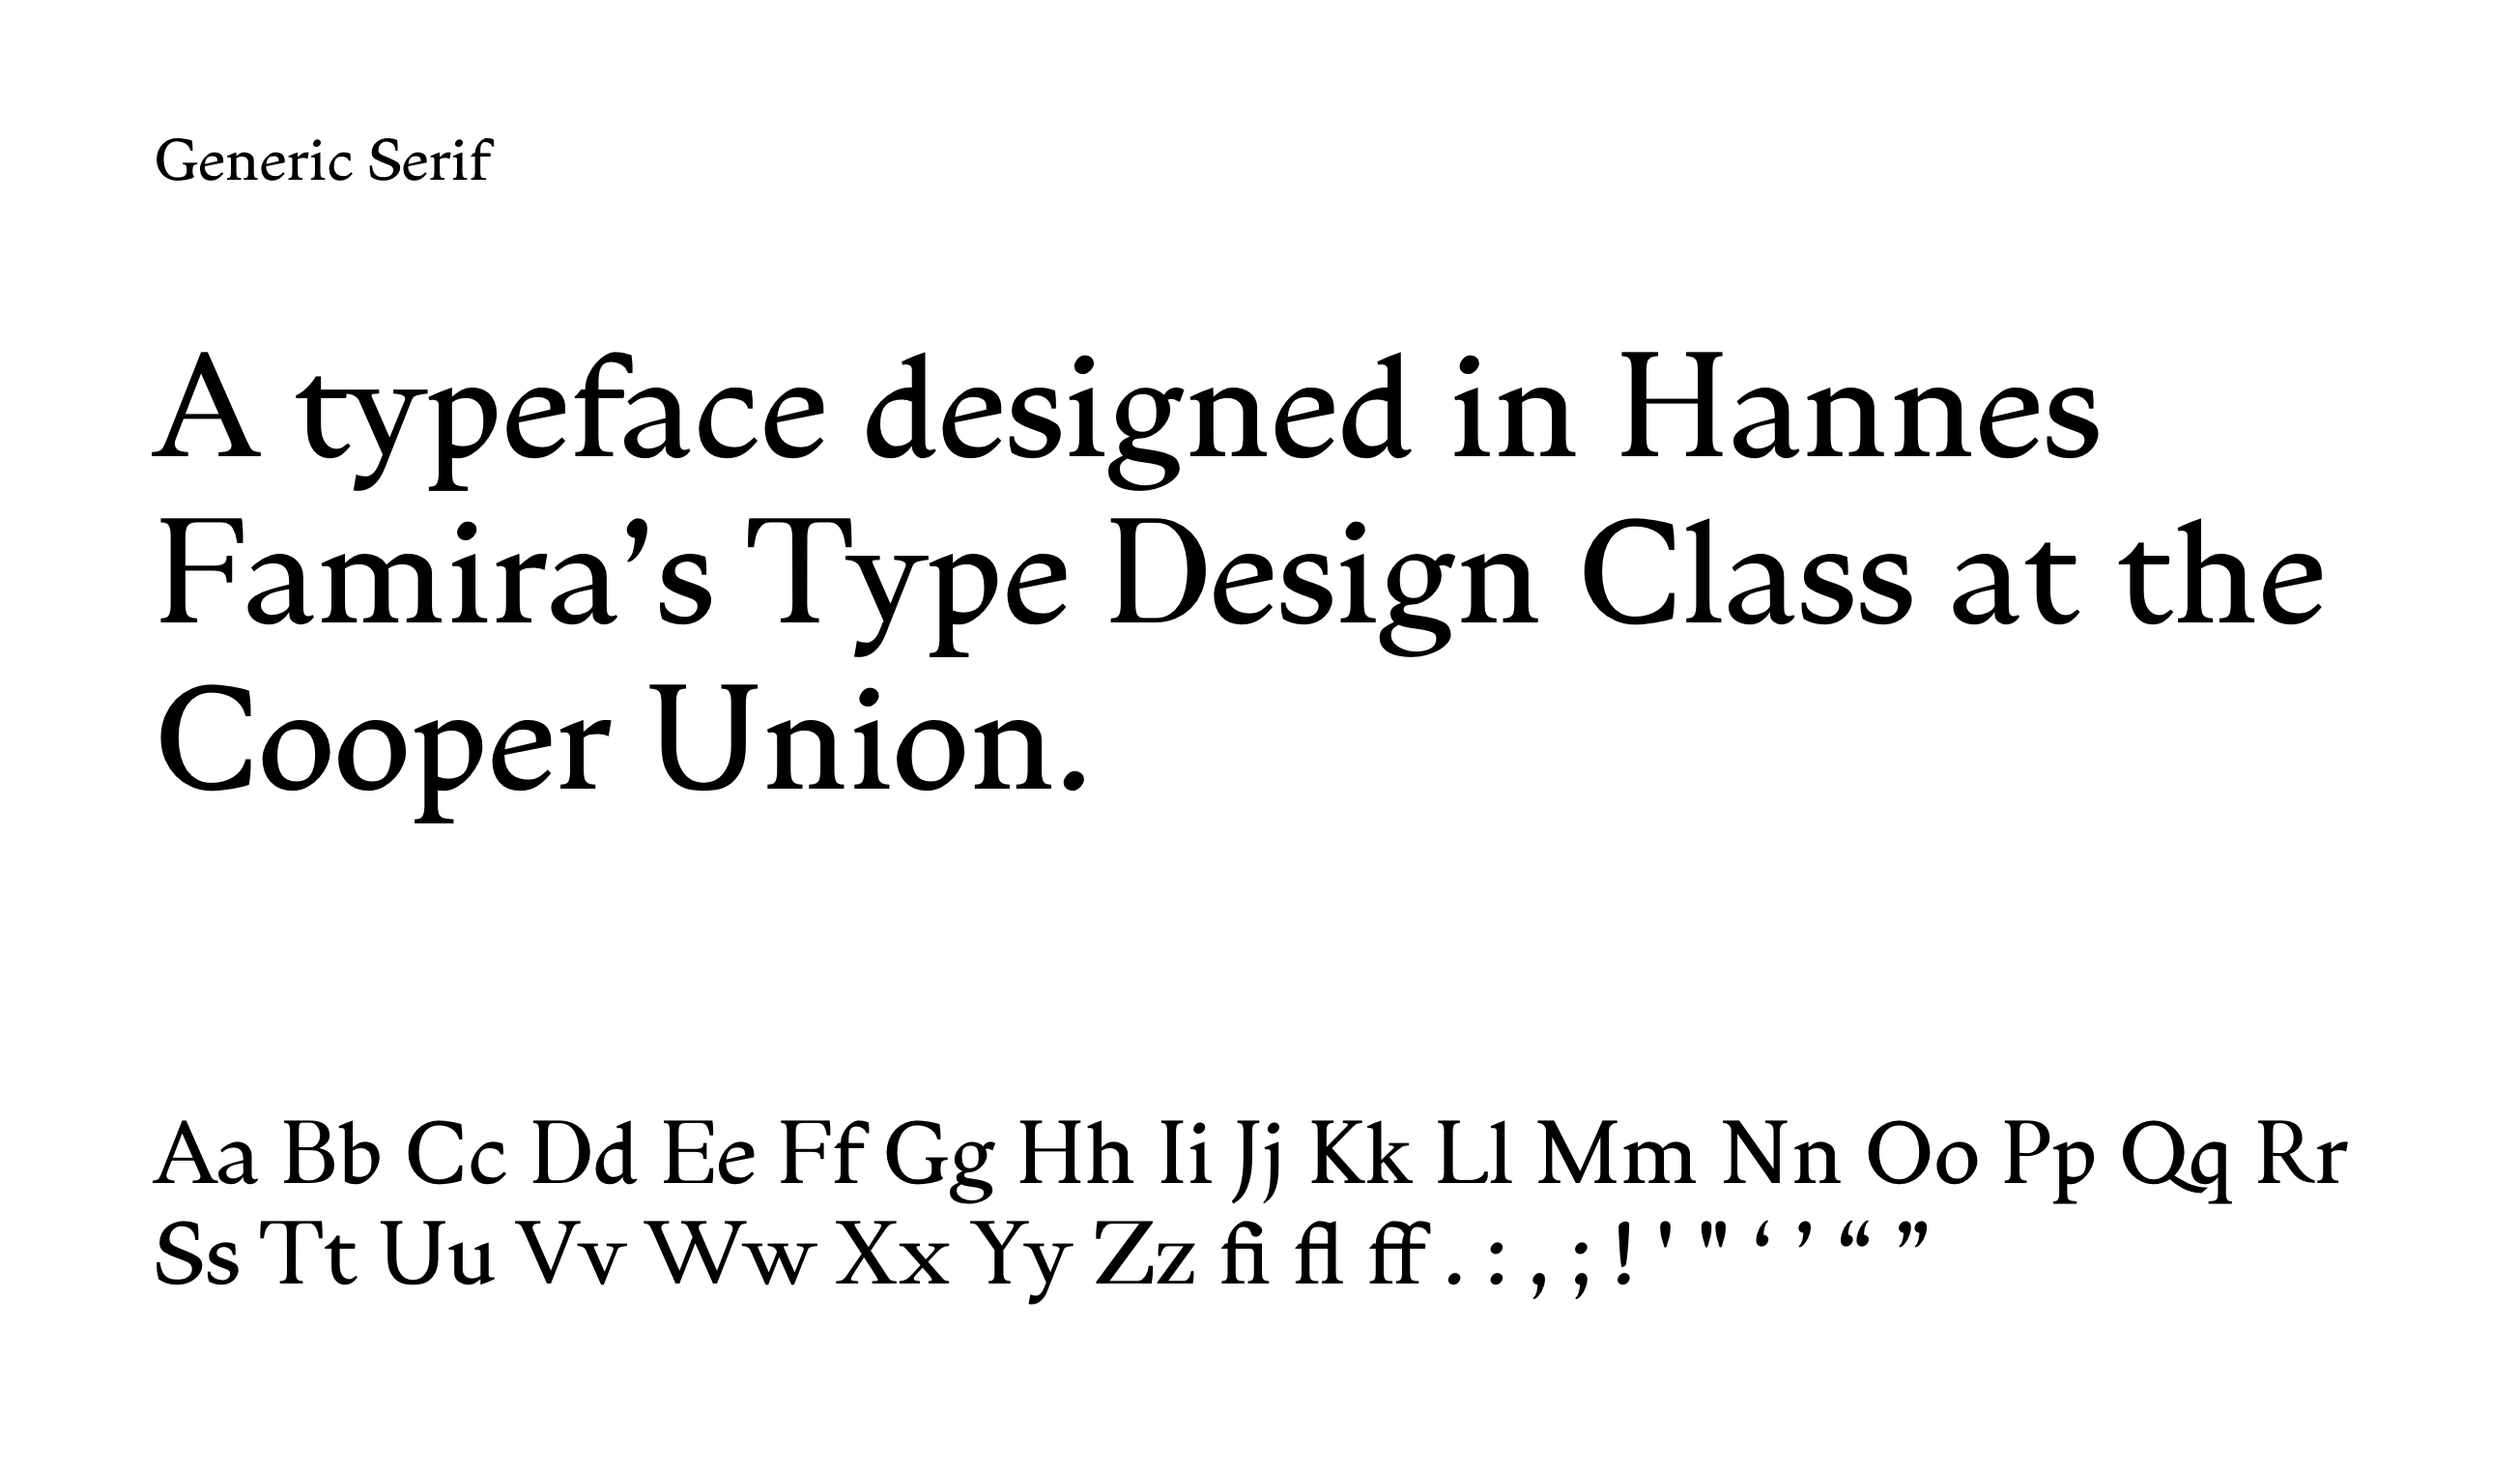 Generic Serif
A typeface designed in Hannes
Famira’s Type Design Class at the
Cooper Union.
Aa Bb Cc Dd Ee Ff Gg Hh Ii Jj Kk Ll Mm Nn Oo Pp Qq Rr
Ss Tt Uu Vv Ww Xx Yy Zz fi fl ff . : , ; ! ' " ‘ ’ “ ”